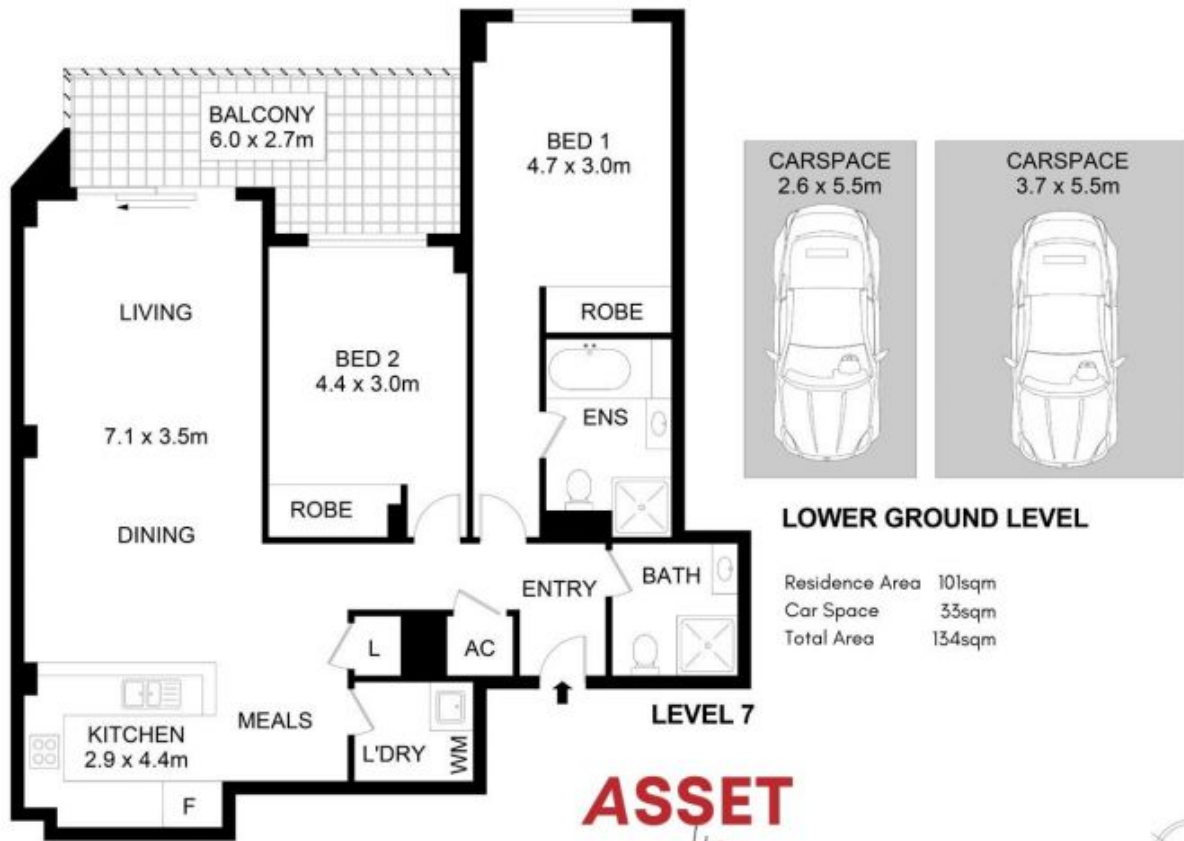 BALCONY
6.0 x 2.7m
BED 1
4.7 x 3.0m
CARSPACE
2.6 x 5.5m
CARSPACE
3.7 x 5.5m
LIVING
ROBE
BED 2
4.4 x 3.0m
7.1 x 3.5m
ENS
ROBE
DINING
LOWER GROUND LEVEL
ENTRY
BATH
Residence Area 101sqm
Car Space 33sqm
Total Area 134sqm
L
AC
MEALS
LEVEL 7
KITCHEN
2.9 x 4.4m
L'DRY
WM
F
ASSET